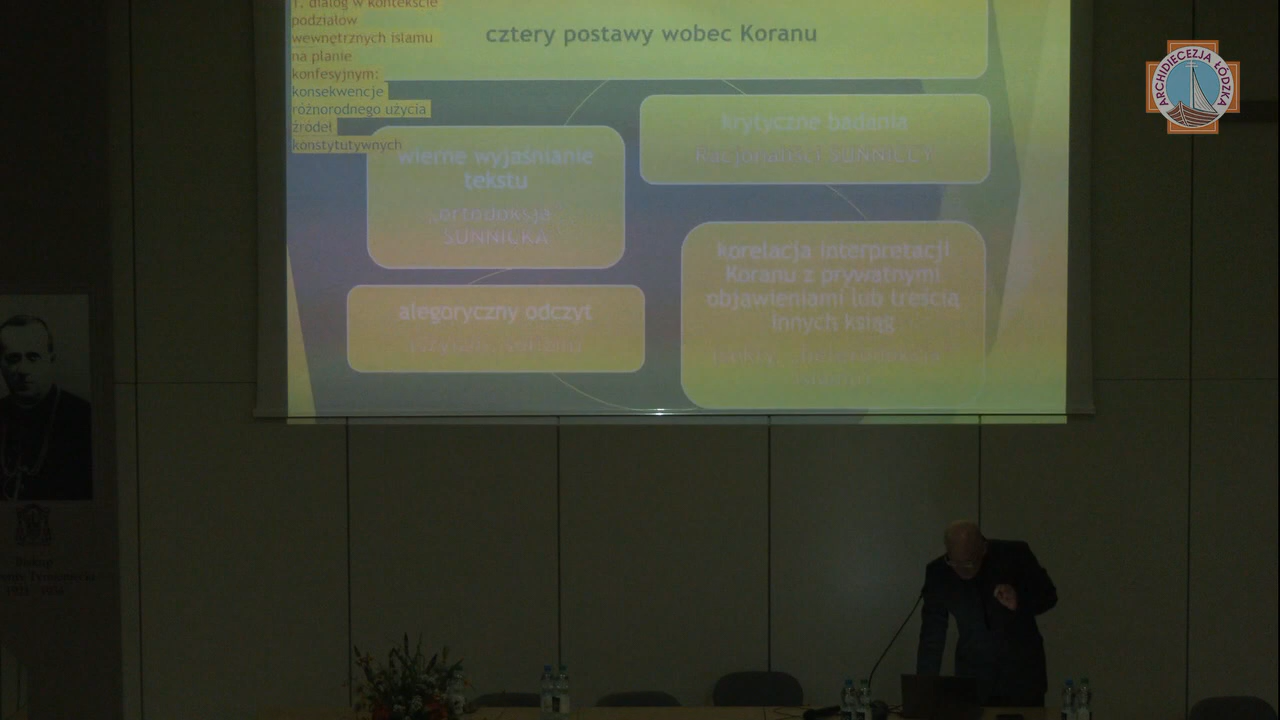 1. dialog w kontekście
podziałów
wewnętrznych islamu
na planie
konfesyjnym:
konsekwencje
różnorodnego użycia
źródeł
konstytutywnych
cztery postawy wobec Koranu
wierne wyjaśnianie
tekstu
ortodoksja
SUNNICKA
krytyczne badania
Racjonaliści SUNNICCY
alegoryczny odczyt
korelacja interpretacji
Koranu z prywatnymi
objawieniami lub treścią
innych ksiąg
ARCHIDIECEZJA ŁÓDZKA
Biskup